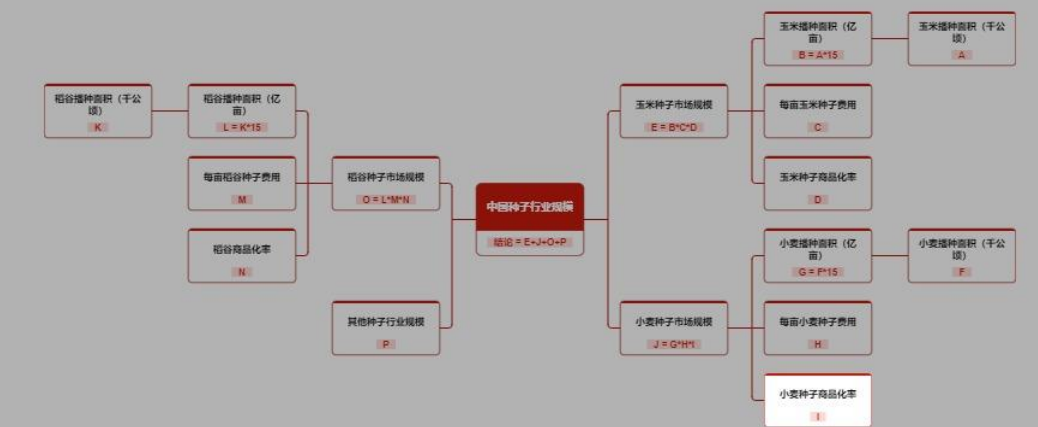 玉米播种面积（亿
亩）
B = A*15
玉米播种面积（千公
顷）
A
稻谷播种面积（千公
顷）
K
稻谷播种面积（亿
亩）
L = K*15
玉米种子市场规模
E = B*C*D
每亩玉米种子费用
C
每亩稻谷种子费用
M
稻谷种子市场规模
O = L*M*N
玉米种子商品化率
D
中国种子行业规模
结论 = E+J+O+P
稻谷商品化率
N
小麦播种面积（亿
亩）
G = F*15
小麦播种面积（千公
顷）
F
其他种子行业规模
P
小麦种子市场规模
J = G*H*I
每亩小麦种子费用
H
小麦种子商品化率
I